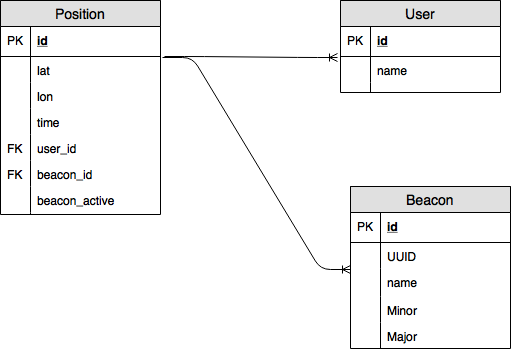 Position
PK id
lat
lon
time
FK user_id
FK beacon_id
beacon_active
User
PK id
name
Beacon
PK id
UUID
name
Minor
Major